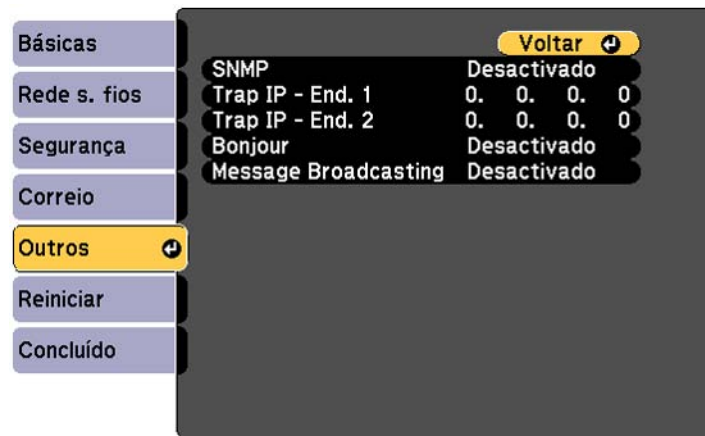 Básicas
Rede s. fios
Segurança
Correio
Outros
Reiniciar
Concluído
Voltar
SNMP Desactivado
Trap IP - End. 1 0. 0. 0. 0
Trap IP - End. 2 0. 0. 0. 0
Bonjour Desactivado
Message Broadcasting Desactivado